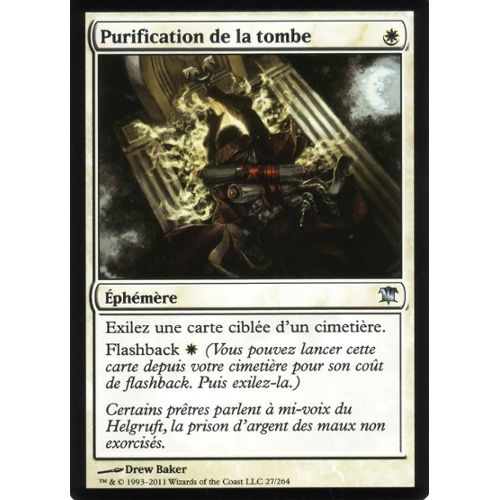 Purification de la tombe
Éphémère
Exilez une carte ciblée d'un cimetière.
Flashback (Vous pouvez lancer cette
carte depuis votre cimetière pour son coût
de flashback. Puis exilez-la.)
Certains prêtres parlent à mi-voix du
Helgruft, la prison d'argent des maux non
exorcisés.
Drew Baker
™ & © 1993–2011 Wizards of the Coast LLC 27/264